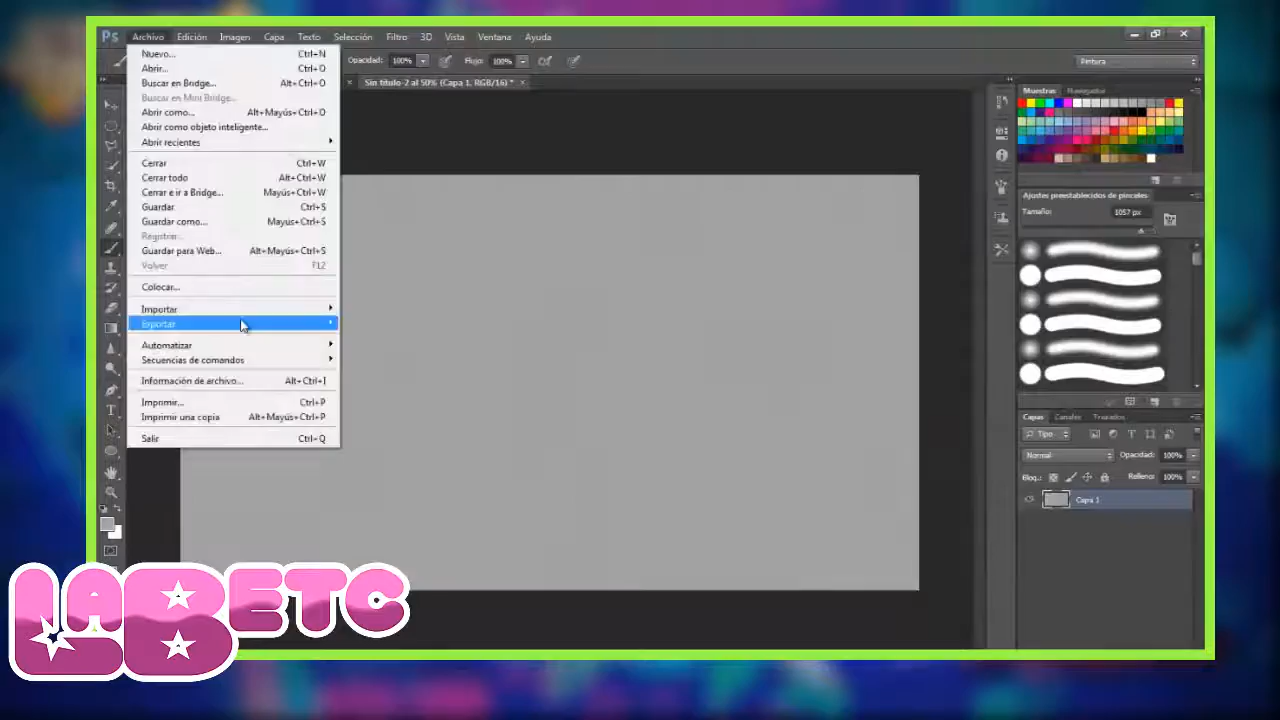 Ps Archivo Edición Imagen Capa Texto Selección Filtro 3D Vista Ventana Ayuda
Opacidad: 100% Flujo: 100% Pintura
Sin título-2 al 50% (Capa 1, RGB/16) *
Nuevo... Ctrl+N
Abrir... Ctrl+O
Buscar en Bridge... Alt+Ctrl+O
Buscar en Mini Bridge...
Abrir como... Alt+Mayús+Ctrl+O
Abrir como objeto inteligente...
Abrir recientes
Cerrar Ctrl+W
Cerrar todo Alt+Ctrl+W
Cerrar e ir a Bridge... Mayús+Ctrl+W
Guardar Ctrl+S
Guardar como... Mayús+Ctrl+S
Registrar...
Guardar para Web... Alt+Mayús+Ctrl+S
Volver F12
Colocar...
Importar
Exportar
Automatizar
Secuencias de comandos
Información de archivo... Alt+Ctrl+I
Imprimir... Ctrl+P
Imprimir una copia Alt+Mayús+Ctrl+P
Salir Ctrl+Q
Muestras Navegador
Ajustes preestablecidos de pinceles
Tamaño: 1057 px
Capas Canales Trazados
Tipo
Normal Opacidad: 100%
Bloq.: Relleno: 100%
Capa 1
LABETC